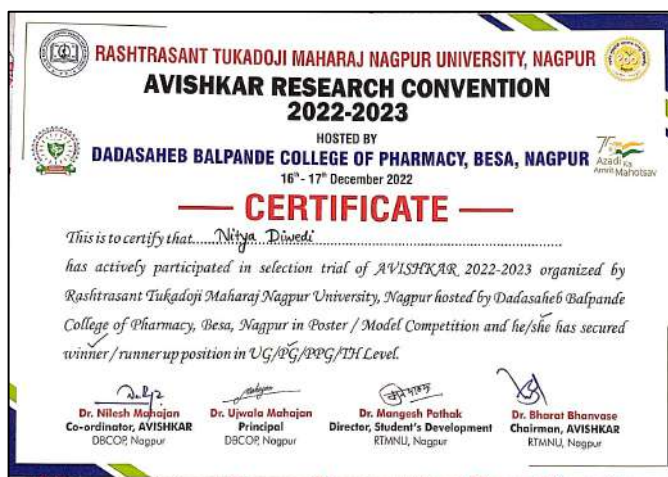 RASHTRASANT TUKADOJI MAHARAJ NAGPUR UNIVERSITY, NAGPUR
AVISHKAR RESEARCH CONVENTION
2022-2023
HOSTED BY
DADASAHEB BALPANDE COLLEGE OF PHARMACY, BESA, NAGPUR
16th - 17th December 2022
75
Azadi Ka
Amrit Mahotsav
CERTIFICATE
This is to certify that Nitya Diwedi
has actively participated in selection trial of AVISHKAR 2022-2023 organized by
Rashtrasant Tukadoji Maharaj Nagpur University, Nagpur hosted by Dadasaheb Balpande
College of Pharmacy, Besa, Nagpur in Poster / Model Competition and he/she has secured
winner / runner up position in UG/PG/PPG/TH Level.
Dr. Nilesh Mahajan Dr. Ujwala Mahajan Dr. Mangesh Pathak Dr. Bharat Bhanvase
Co-ordinator, AVISHKAR Principal Director, Student's Development Chairman, AVISHKAR
DBCOP, Nagpur DBCOP, Nagpur RTMNU, Nagpur RTMNU, Nagpur